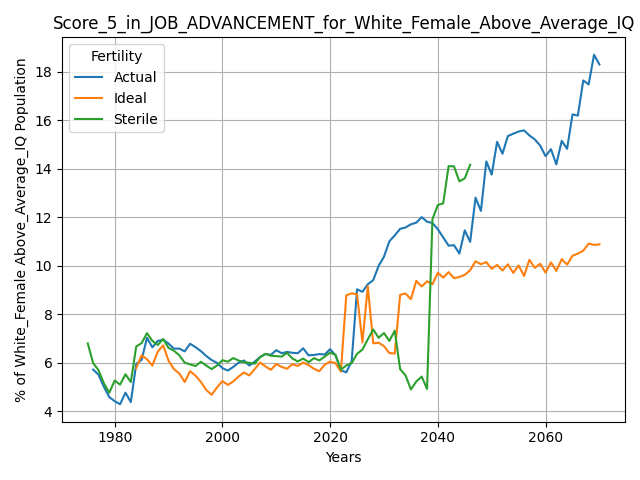 Score_5_in_JOB_ADVANCEMENT_for_White_Female_Above_Average_IQ
% of White_Female Above_Average_IQ Population
Fertility
Actual
Ideal
Sterile
18
16
14
12
10
8
6
4
1980
2000
2020
2040
2060
Years